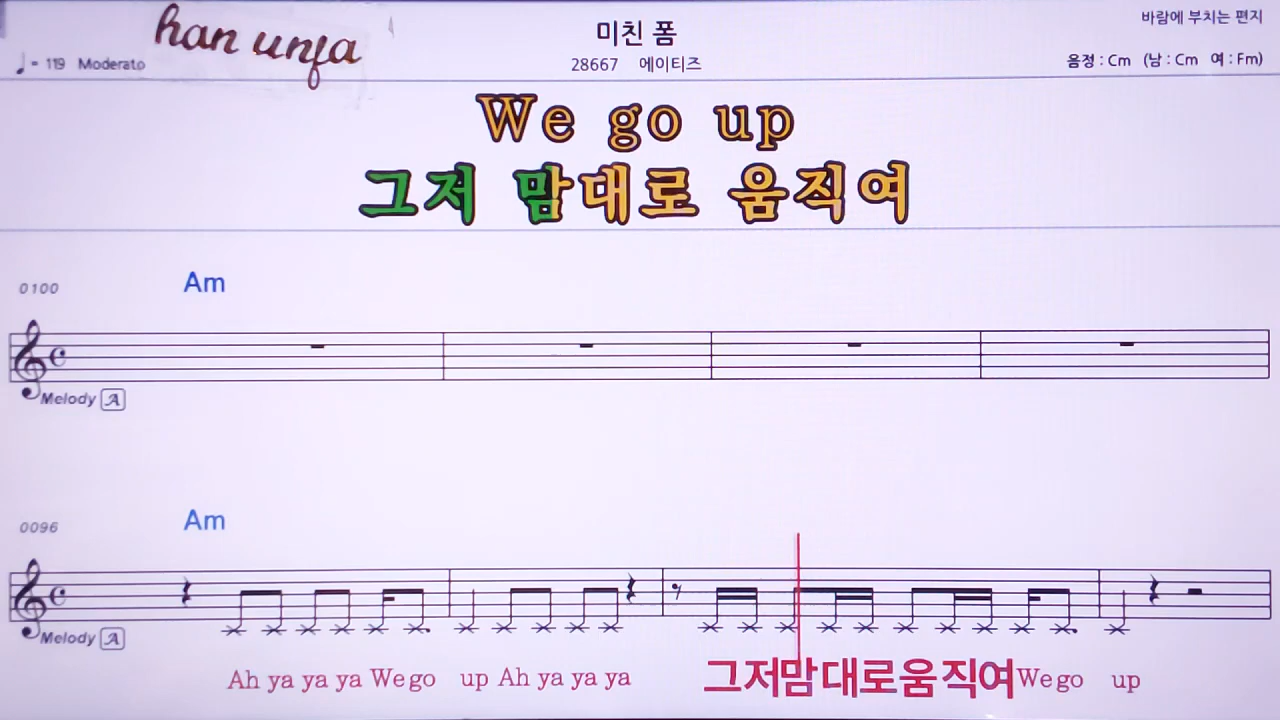 han unfa
미친 폼
바람에 부치는 편지
♩= 119 Moderato
28667 에이티즈
음정 : Cm (남 : Cm 여 : Fm)
We go up
그저 맘대로 움직여
0100
Am
Melody A
0096
Am
Melody A
Ah ya ya ya We go up Ah ya ya ya 그저맘대로움직여We go up